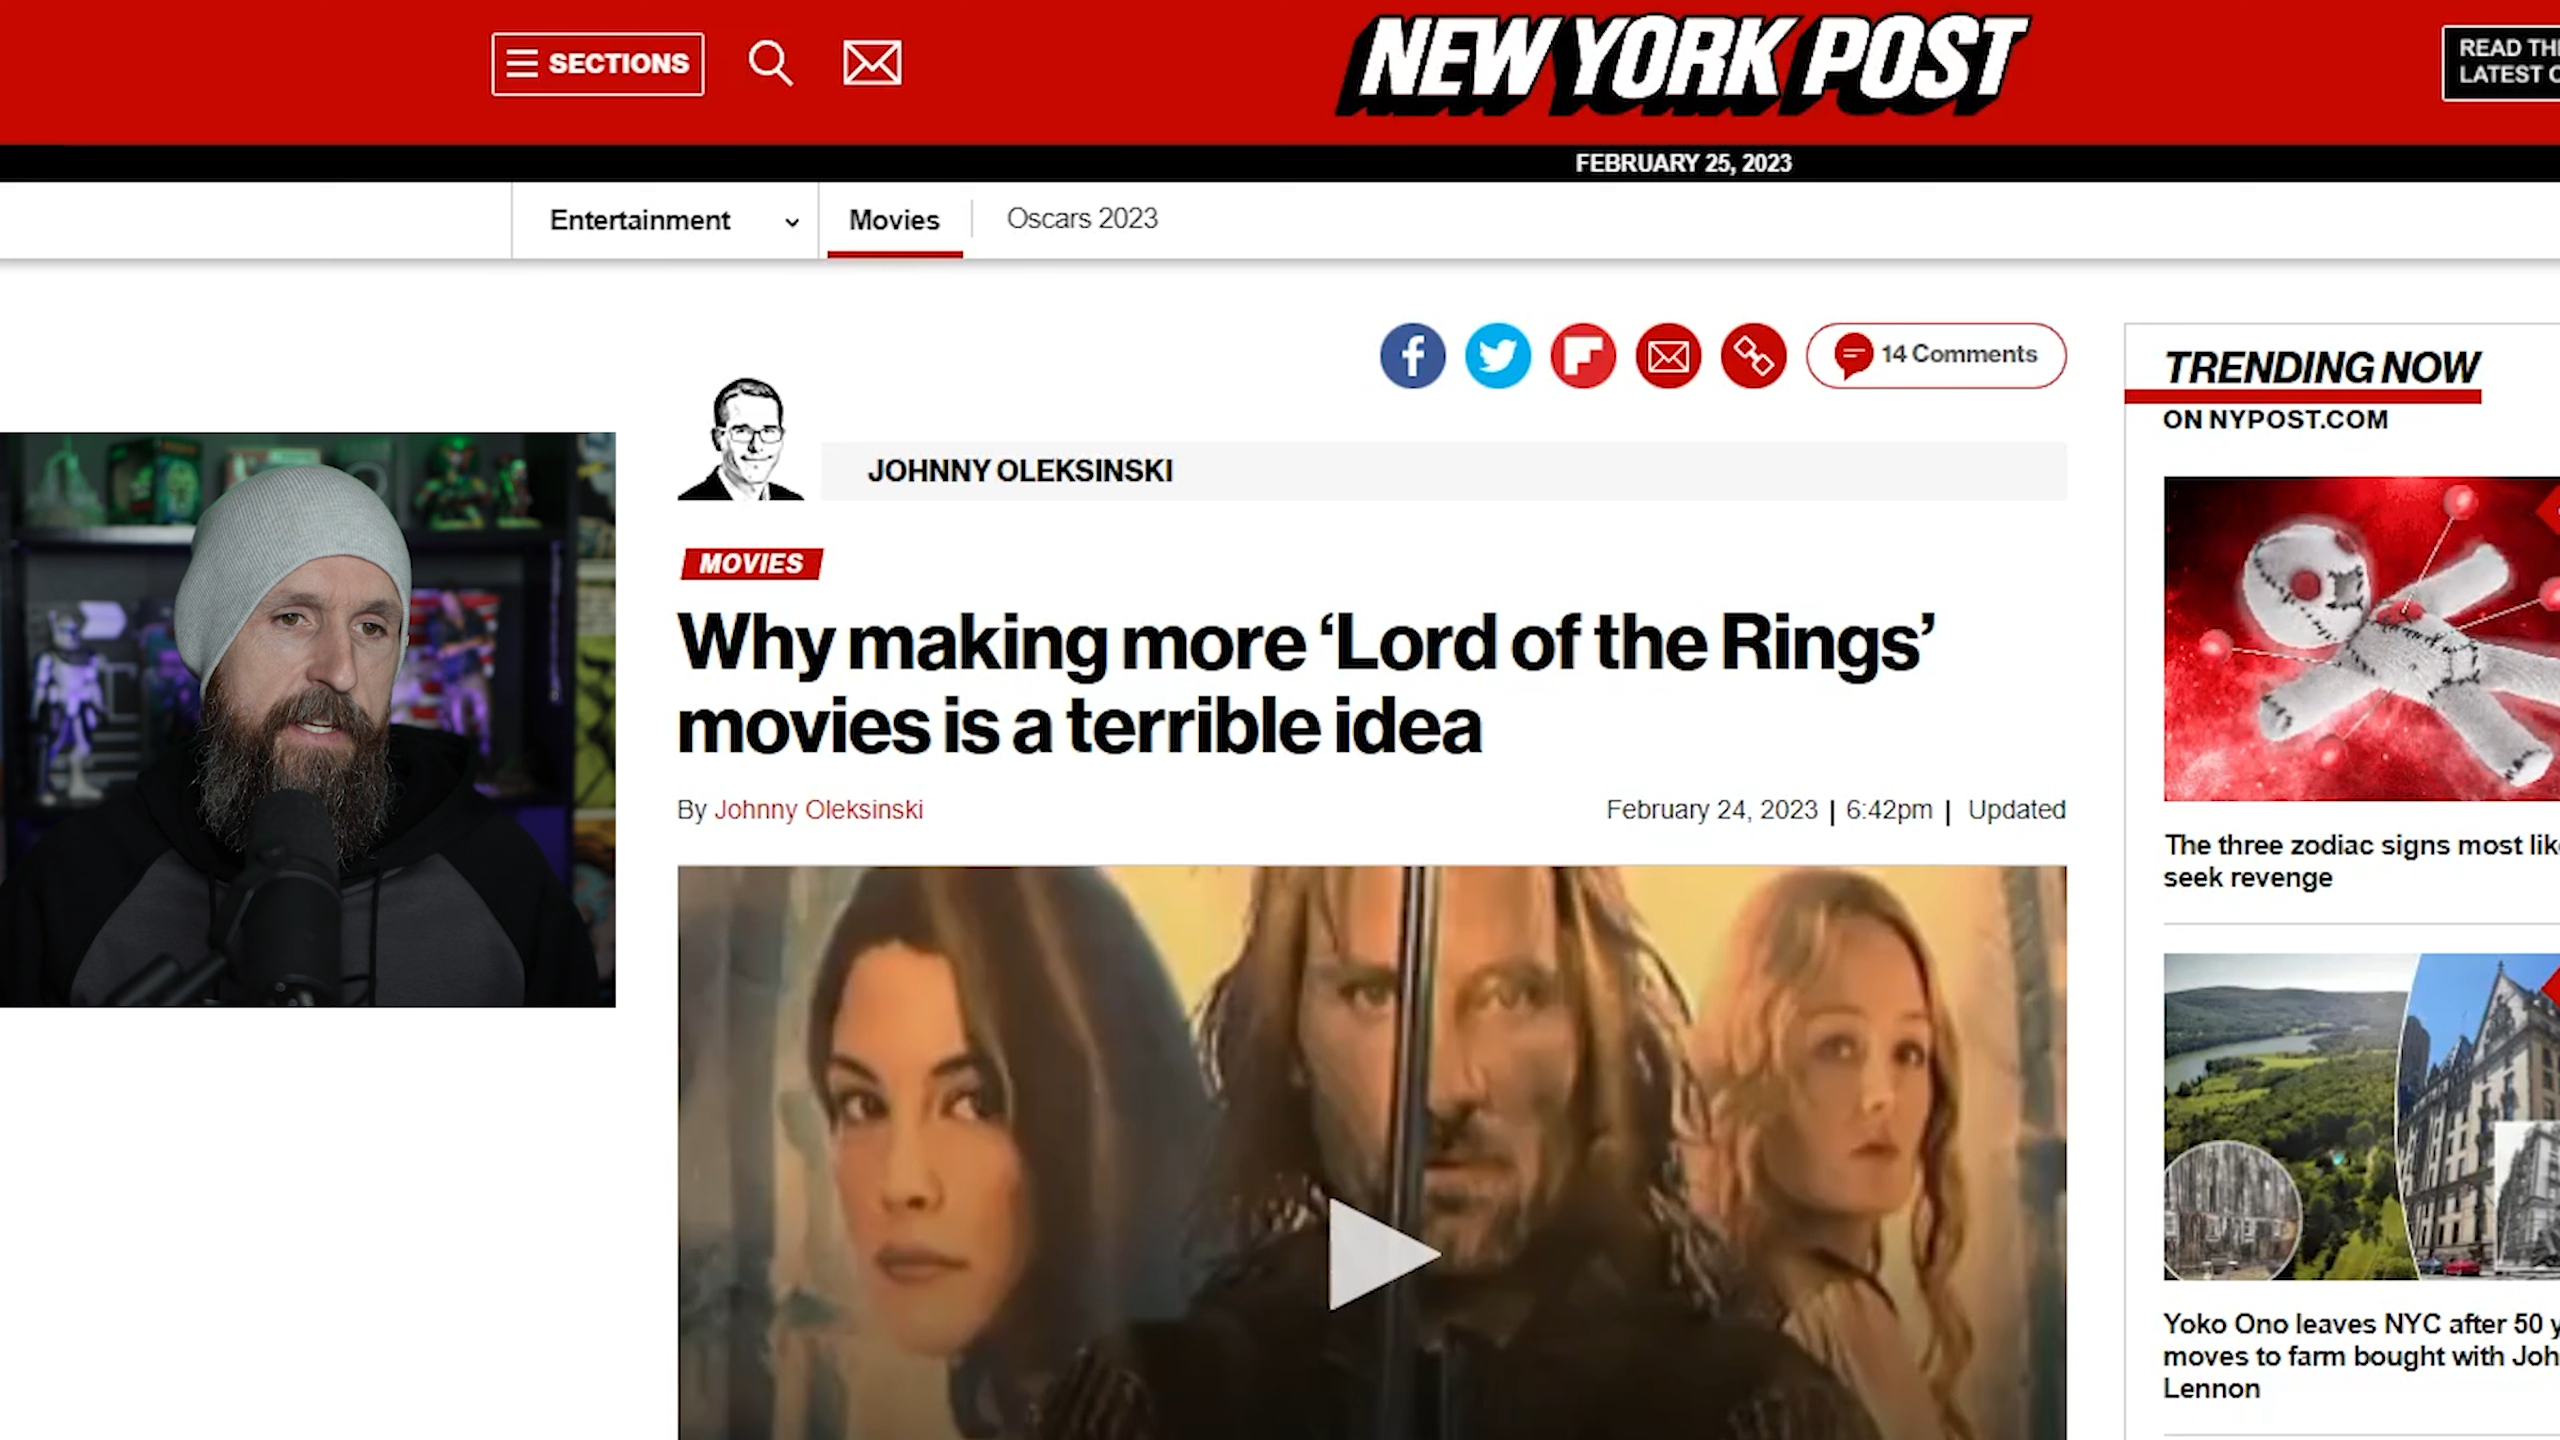 SECTIONS
NEW YORK POST
READ TH
LATEST
FEBRUARY 25, 2023
Entertainment
Movies
Oscars 2023
14 Comments
TRENDING NOW
ON NYPOST.COM
JOHNNY OLEKSINSKI
MOVIES
Why making more ‘Lord of the Rings’
movies is a terrible idea
By Johnny Oleksinski
February 24, 2023 | 6:42pm | Updated
The three zodiac signs most lik
seek revenge
Yoko Ono leaves NYC after 50 y
moves to farm bought with Joh
Lennon